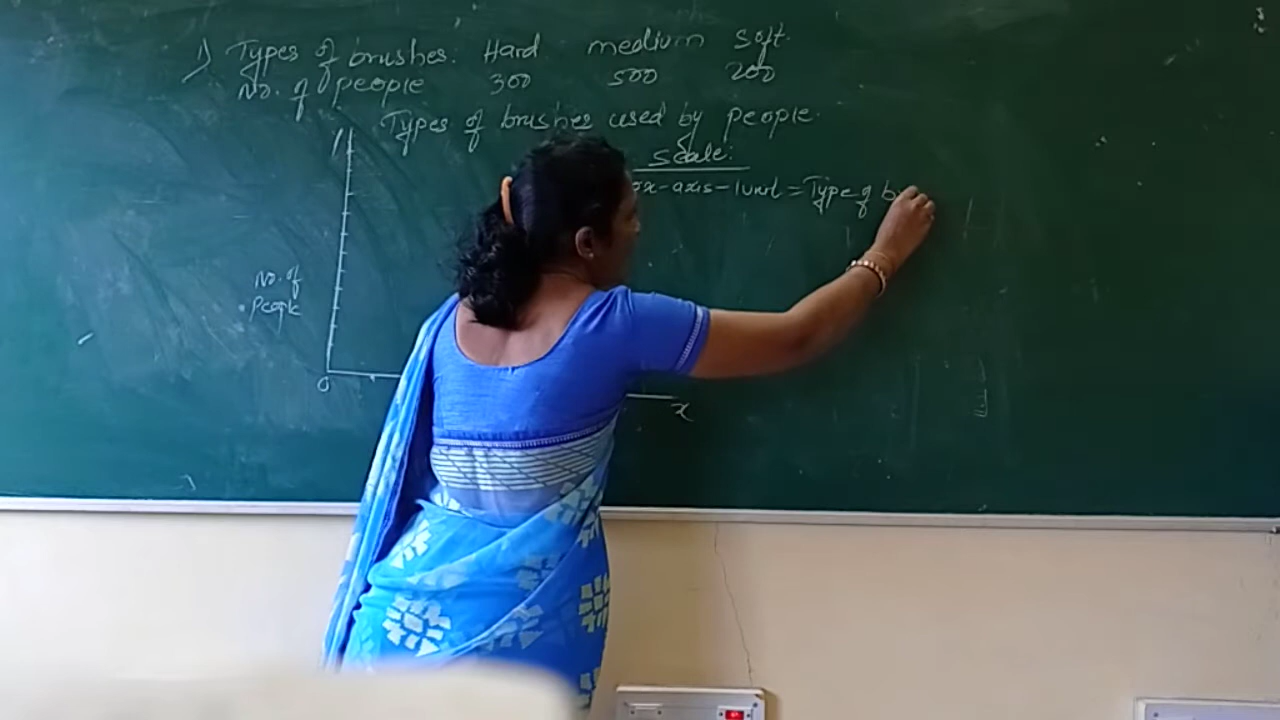 1) Types of brushes. Hard medium soft.
No. of people 300 500 200
Types of brushes used by people.
Scale:
x-axis-1unit = Type of b
y
No. of
People
0
x